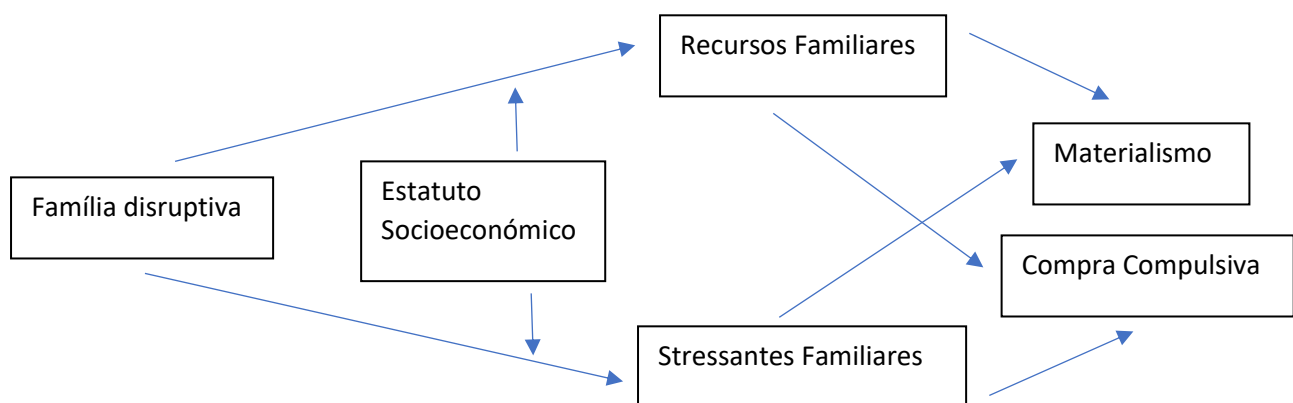 Recursos Familiares
Materialismo
Família disruptiva
Estatuto
Socioeconómico
Compra Compulsiva
Stressantes Familiares